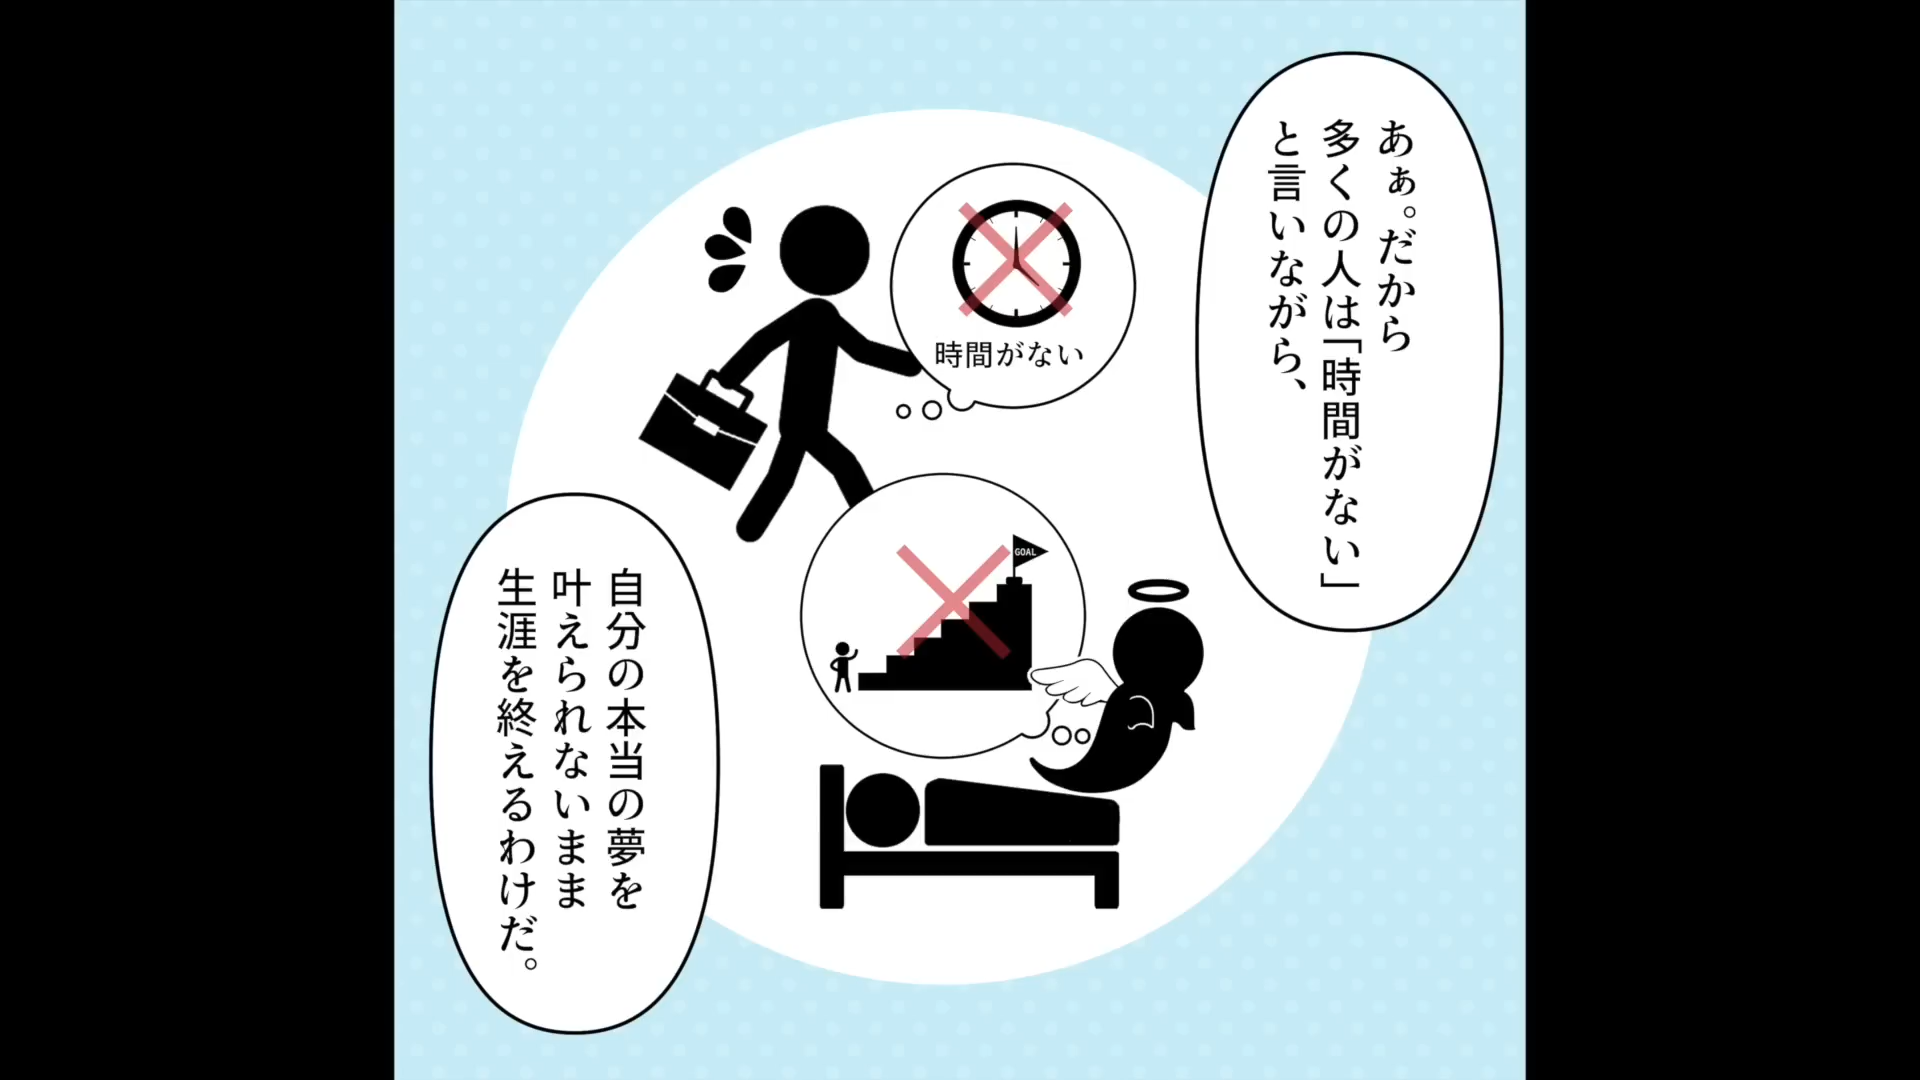 あぁ。だから
多くの人は「時間がない」
と言いながら、
時間がない
GOAL
自分の本当の夢を
叶えられないまま
生涯を終えるわけだ。